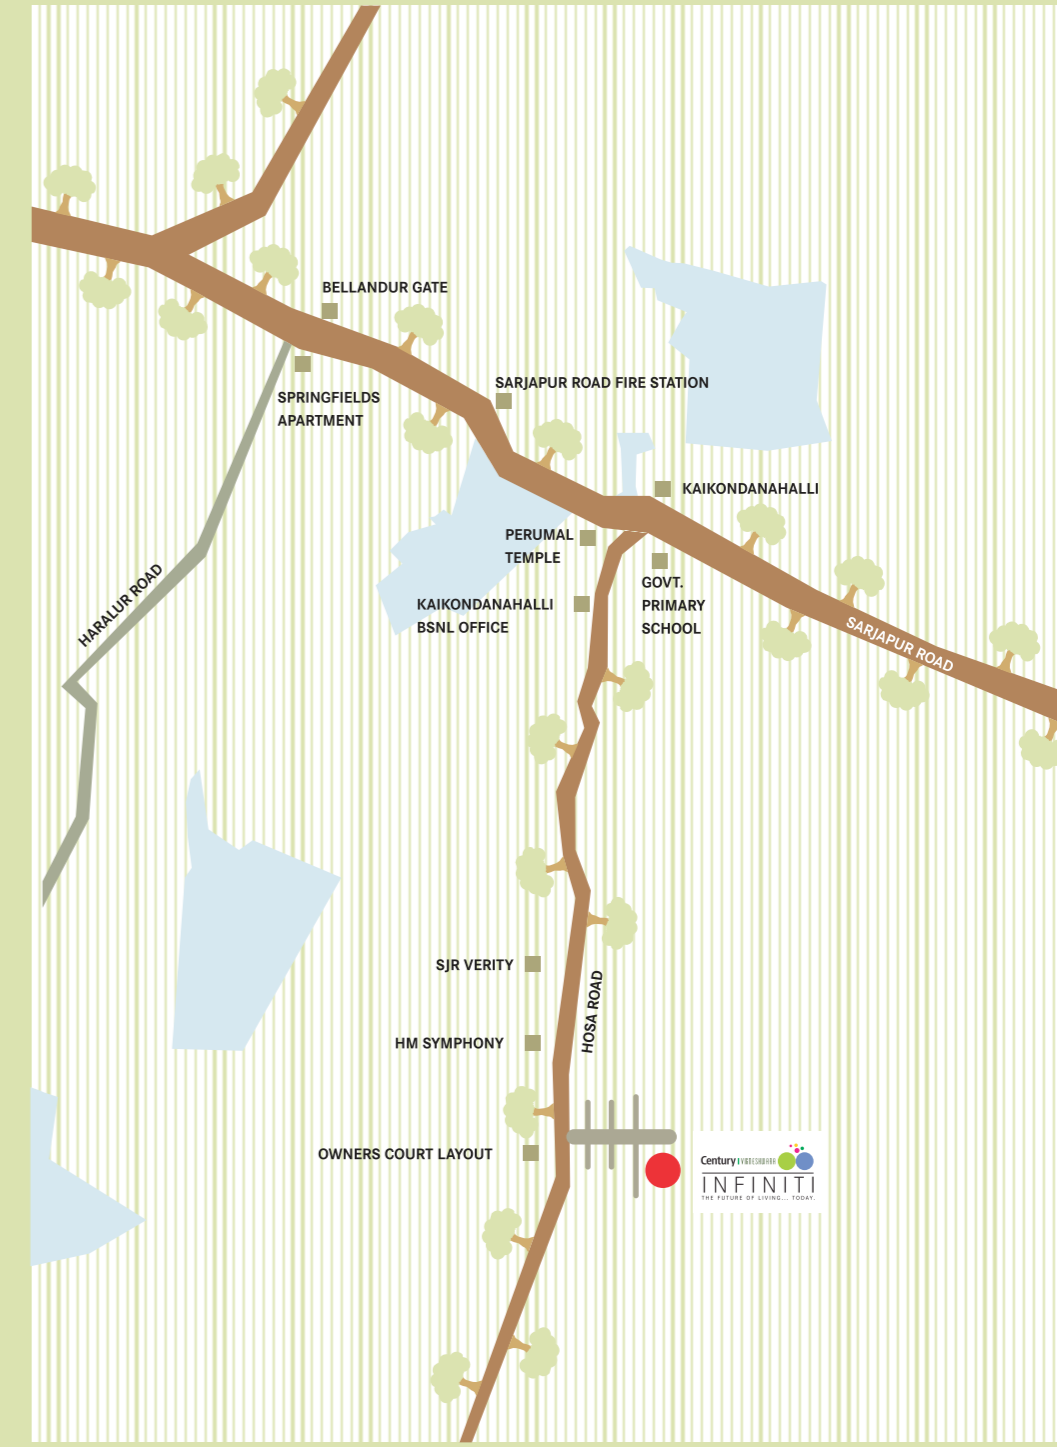 BELLANDUR GATE
SPRINGFIELDS
APARTMENT
SARJAPUR ROAD FIRE STATION
KAIKONDANAHALLI
PERUMAL
TEMPLE
GOVT.
PRIMARY
SCHOOL
KAIKONDANAHALLI
BSNL OFFICE
HARALUR ROAD
SARJAPUR ROAD
SJR VERITY
HOSA ROAD
HM SYMPHONY
OWNERS COURT LAYOUT
Century
INFINITI
THE FUTURE OF LIVING... TODAY.